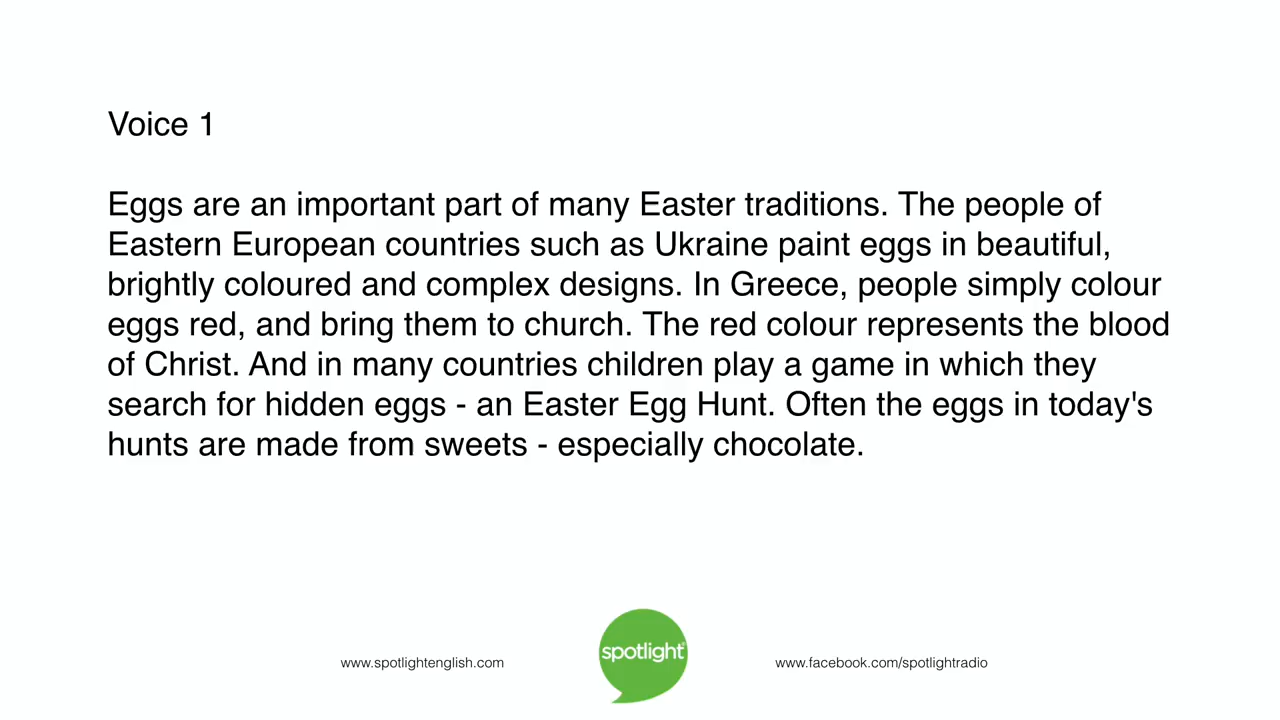 Voice 1
Eggs are an important part of many Easter traditions. The people of
Eastern European countries such as Ukraine paint eggs in beautiful,
brightly coloured and complex designs. In Greece, people simply colour
eggs red, and bring them to church. The red colour represents the blood
of Christ. And in many countries children play a game in which they
search for hidden eggs - an Easter Egg Hunt. Often the eggs in today's
hunts are made from sweets - especially chocolate.
www.spotlightenglish.com
spotlight
www.facebook.com/spotlightradio